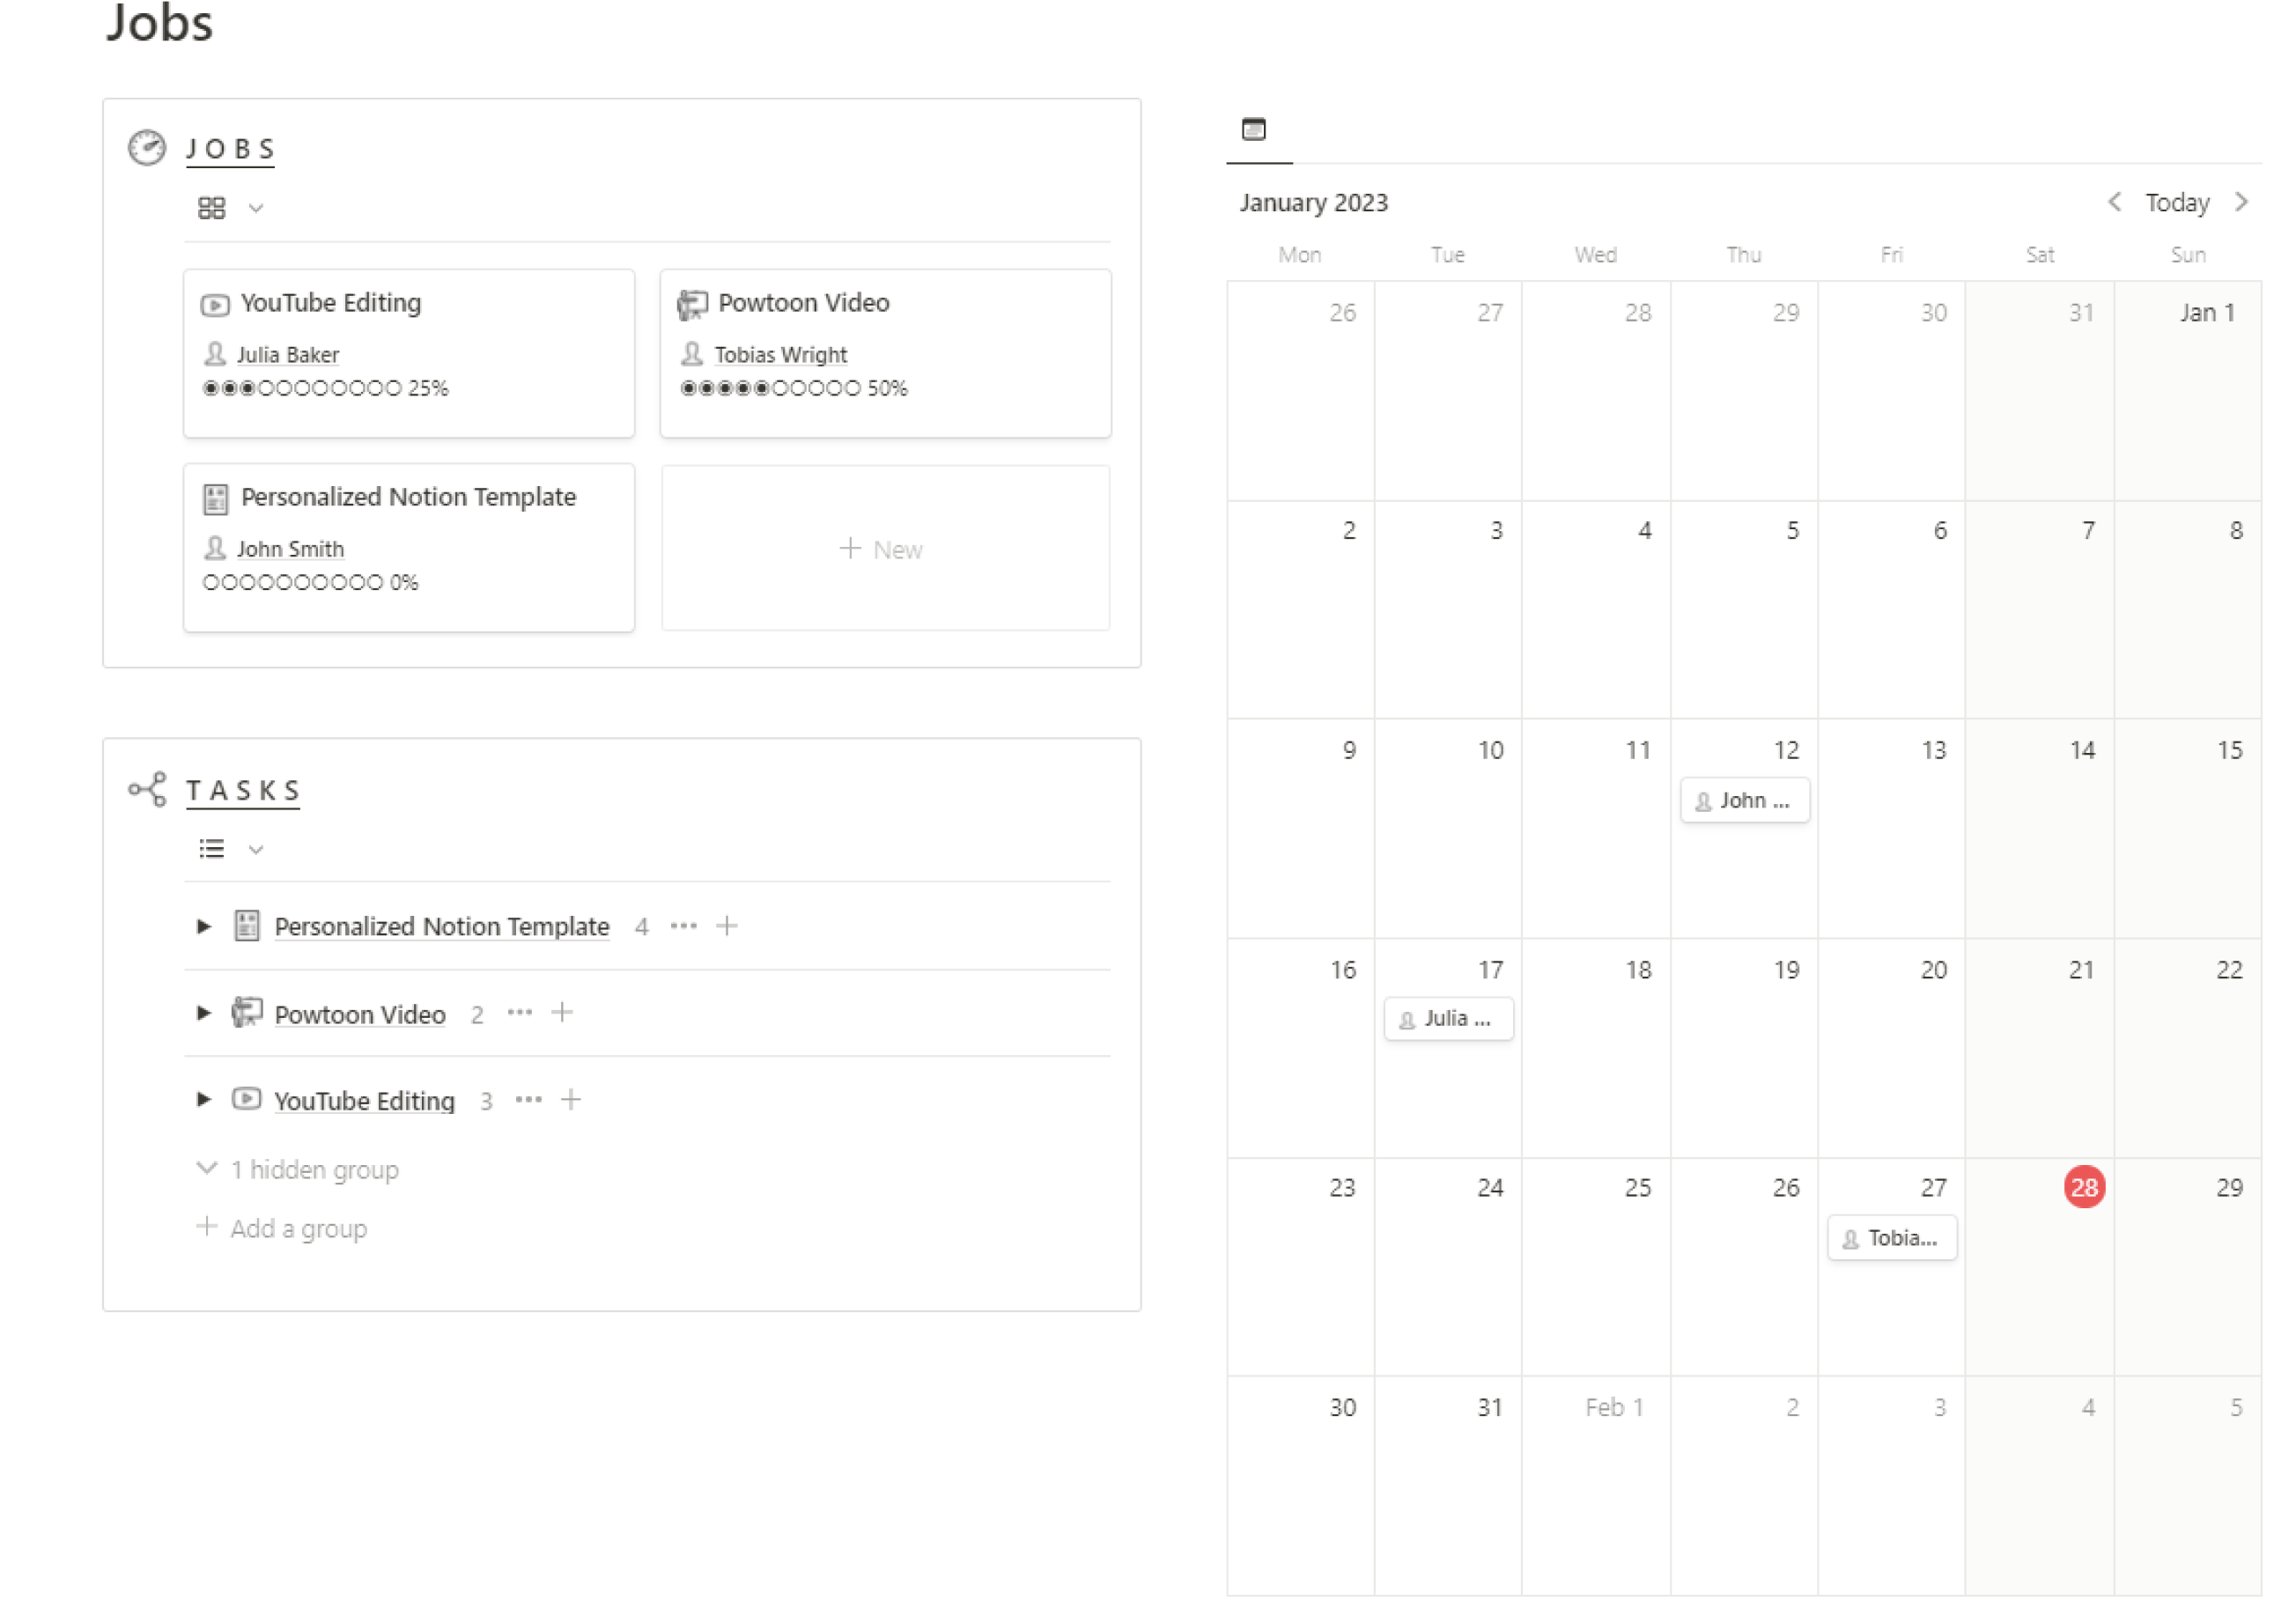 Jobs
JOBS
YouTube Editing
Julia Baker
◉◉◉○○○○○○○○ 25%
Powtoon Video
Tobias Wright
◉◉◉◉◉○○○○○ 50%
Personalized Notion Template
John Smith
○○○○○○○○○○ 0%
+ New
TASKS
Personalized Notion Template 4 ••• +
Powtoon Video 2 ••• +
YouTube Editing 3 ••• +
1 hidden group
+ Add a group
January 2023 < Today >
Mon Tue Wed Thu Fri Sat Sun
26 27 28 29 30 31 Jan 1
2 3 4 5 6 7 8
9 10 11 12 13 14 15
John ...
16 17 18 19 20 21 22
Julia ...
23 24 25 26 27 28 29
Tobia...
30 31 Feb 1 2 3 4 5